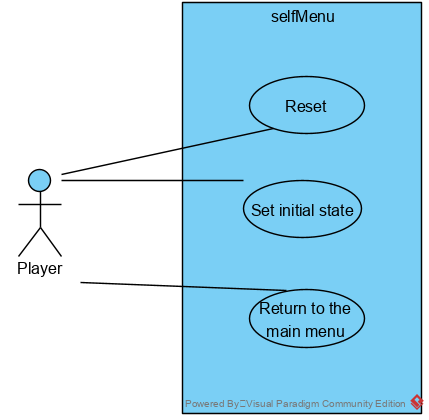 selfMenu
Reset
Set initial state
Player
Return to the
main menu
Powered By Visual Paradigm Community Edition